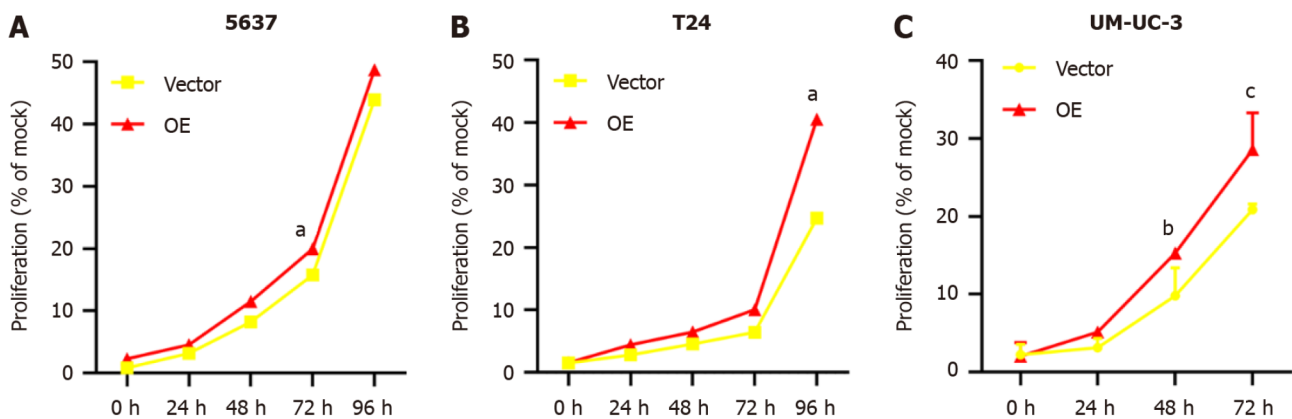 A
5637
Proliferation (% of mock)
50
40
30
20
10
0
Vector
OE
a
0 h 24 h 48 h 72 h 96 h
B
T24
Proliferation (% of mock)
50
40
30
20
10
0
Vector
OE
a
0 h 24 h 48 h 72 h 96 h
C
UM-UC-3
Proliferation (% of mock)
40
30
20
10
0
Vector
OE
b
c
0 h 24 h 48 h 72 h